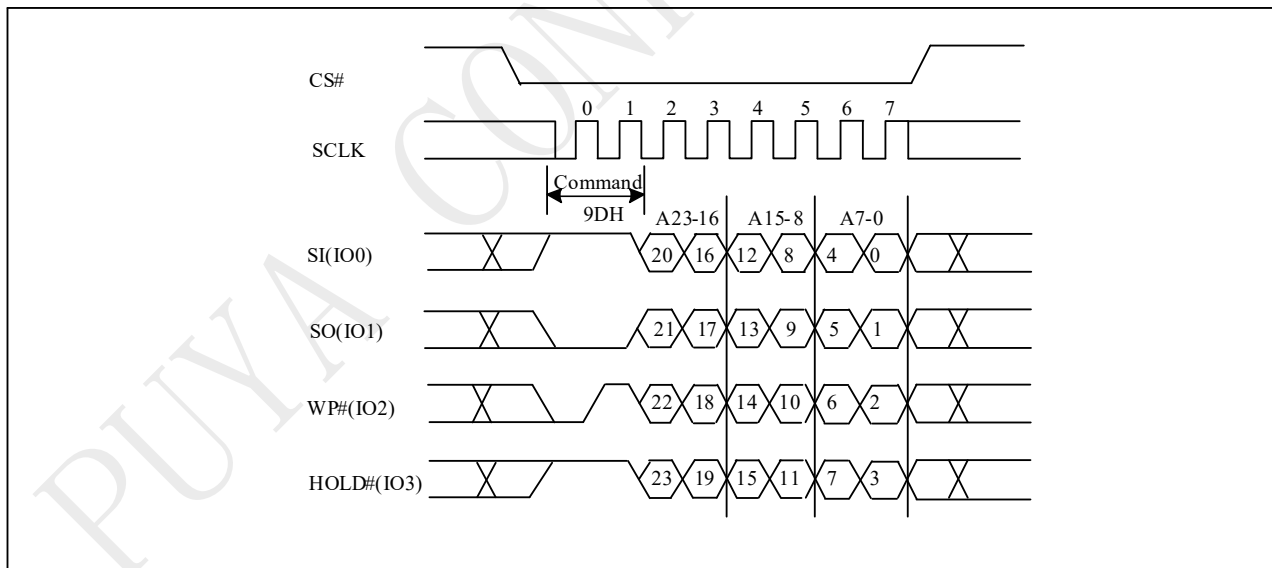 PUYA CON
CS#
0 1 2 3 4 5 6 7
SCLK
Command
9DH
A23-16 A15-8 A7-0
SI(IO0) 20 16 12 8 4 0
SO(IO1) 21 17 13 9 5 1
WP#(IO2) 22 18 14 10 6 2
HOLD#(IO3) 23 19 15 11 7 3